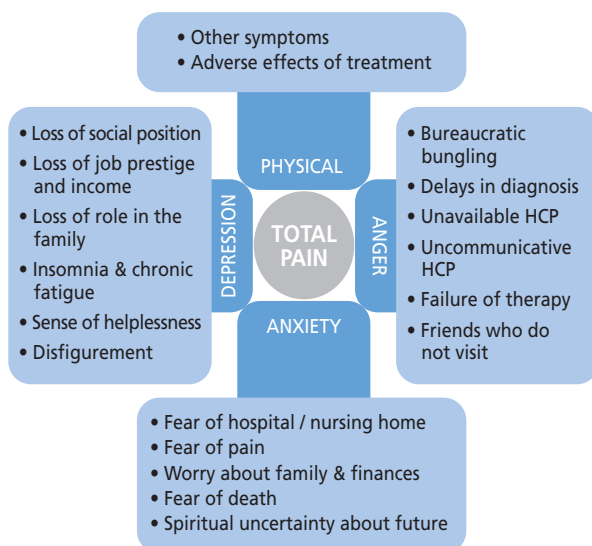 • Other symptoms
• Adverse effects of treatment
PHYSICAL
• Loss of social position
• Loss of job prestige
and income
• Loss of role in the
family
• Insomnia & chronic
fatigue
• Sense of helplessness
• Disfigurement
DEPRESSION
TOTAL
PAIN
ANGER
• Bureaucratic
bungling
• Delays in diagnosis
• Unavailable HCP
• Uncommunicative
HCP
• Failure of therapy
• Friends who do
not visit
ANXIETY
• Fear of hospital / nursing home
• Fear of pain
• Worry about family & finances
• Fear of death
• Spiritual uncertainty about future